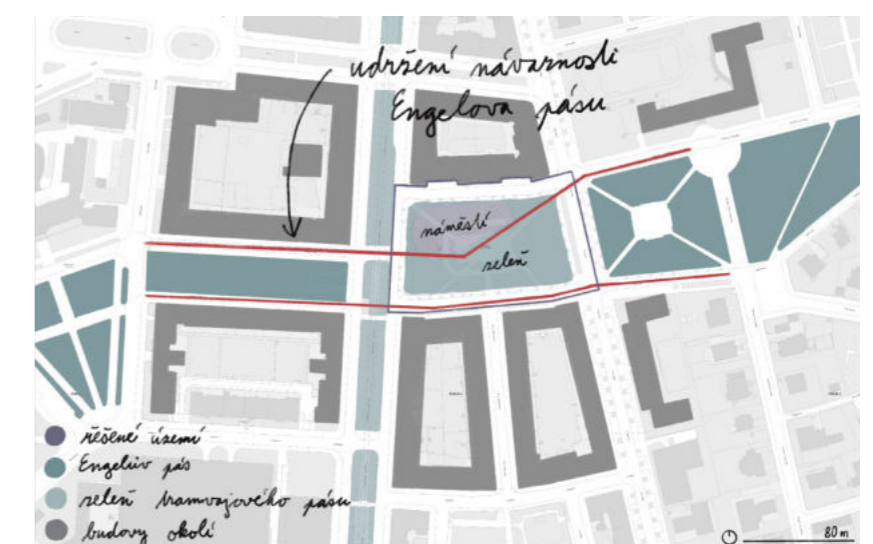 udržení návaznosti
Engelova pásu
náměstí
zeleň
řešené území
Engelův pás
zeleň tramvajového pásu
budovy okolí
80 m